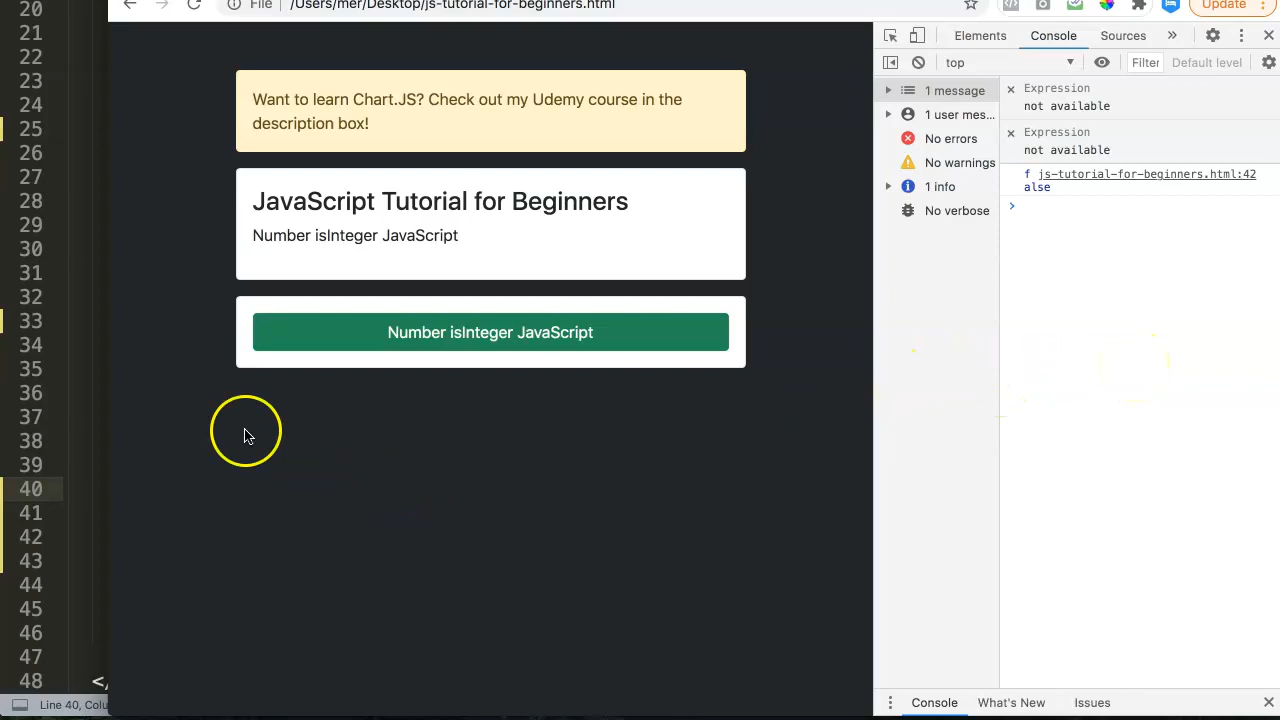 File /Users/mer/Desktop/js-tutorial-for-beginners.html
Update
20
21
22
23
24
25
26
27
28
29
30
31
32
33
34
35
36
37
38
39
40
41
42
43
44
45
46
47
48 </
Line 40, Colu
Want to learn Chart.JS? Check out my Udemy course in the
description box!
JavaScript Tutorial for Beginners
Number isInteger JavaScript
Number isInteger JavaScript
Elements Console Sources »
top Filter Default level
1 message
1 user mes...
No errors
No warnings
1 info
No verbose
Expression
not available
Expression
not available
f js-tutorial-for-beginners.html:42
alse
Console What's New Issues